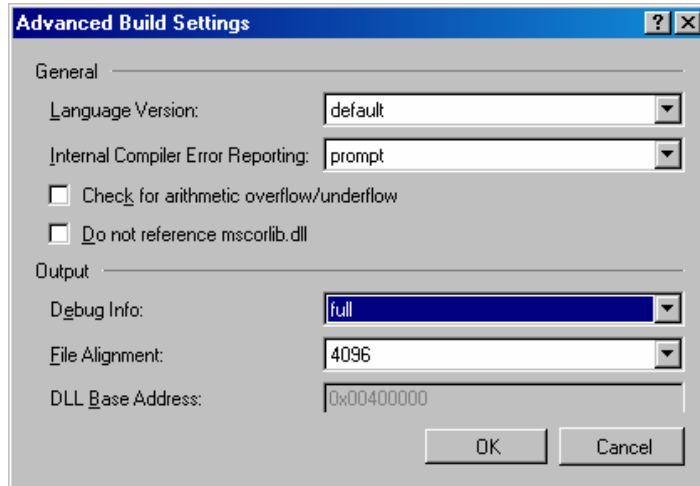 Advanced Build Settings
General
Language Version: default
Internal Compiler Error Reporting: prompt
Check for arithmetic overflow/underflow
Do not reference mscorlib.dll
Output
Debug Info: full
File Alignment: 4096
DLL Base Address: 0x00400000
OK Cancel